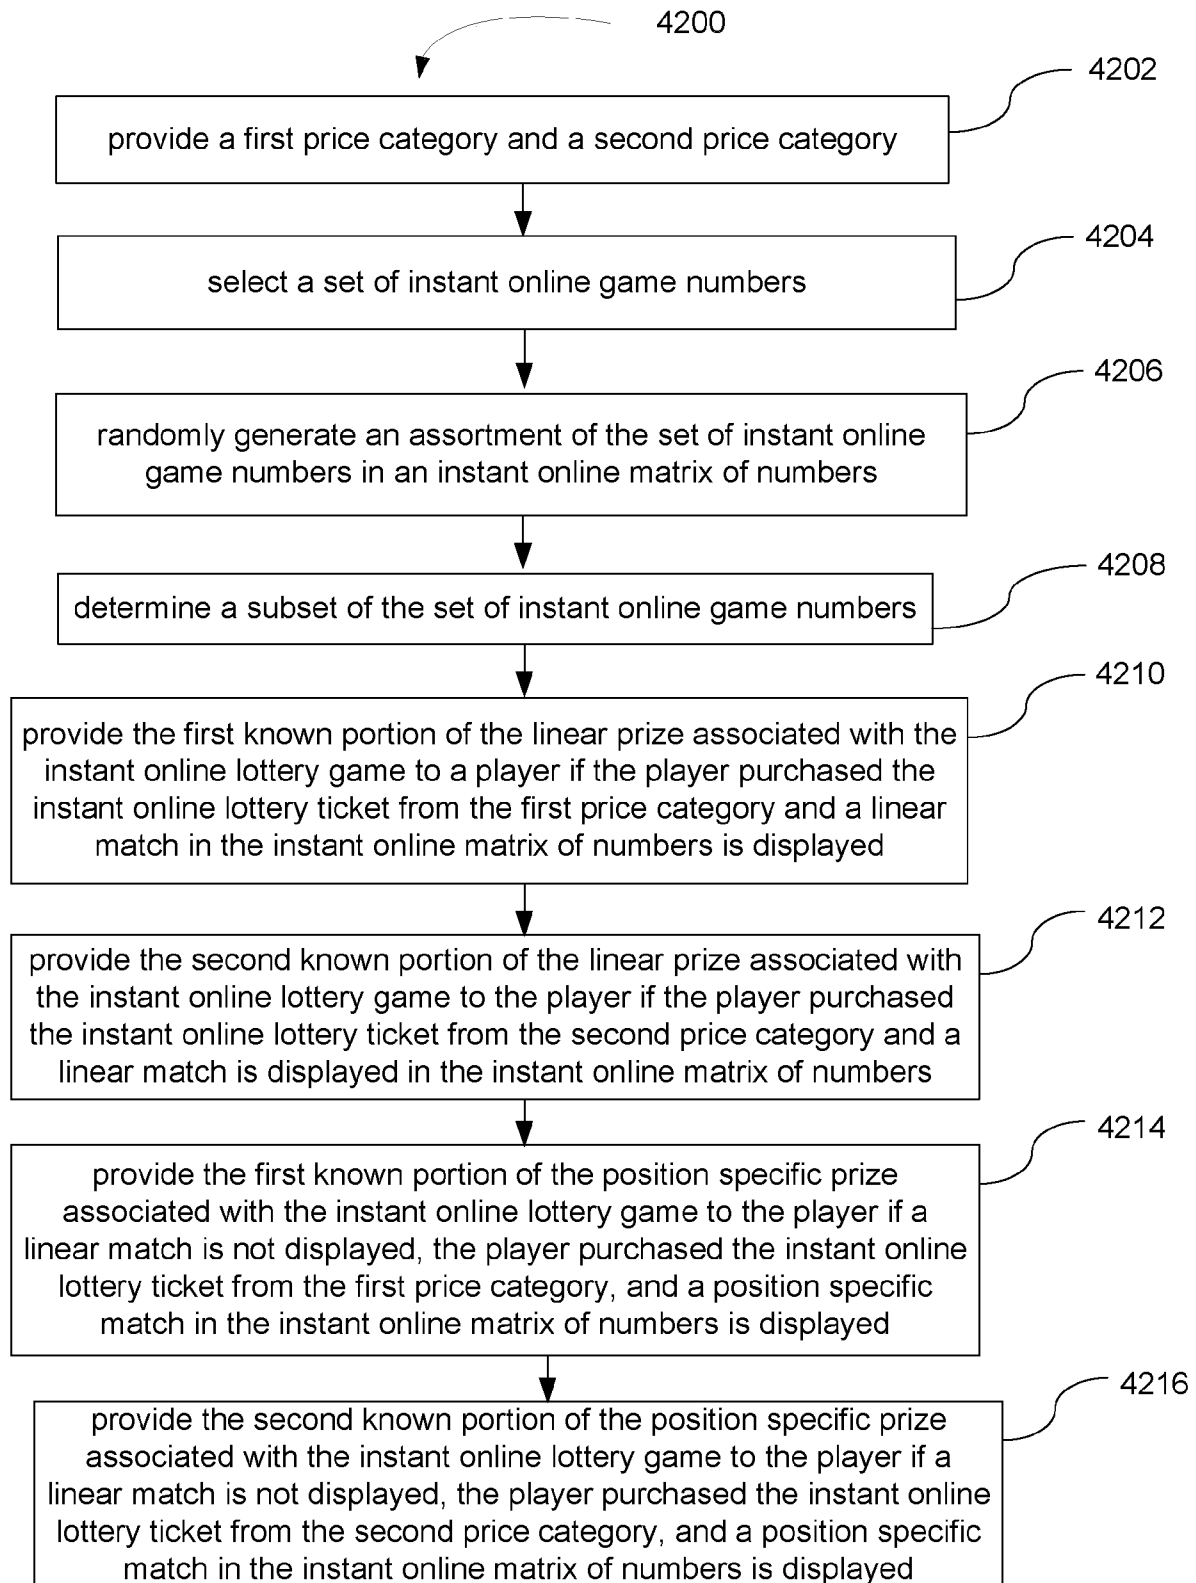 4200
4202
provide a first price category and a second price category
4204
select a set of instant online game numbers
4206
randomly generate an assortment of the set of instant online
game numbers in an instant online matrix of numbers
4208
determine a subset of the set of instant online game numbers
4210
provide the first known portion of the linear prize associated with the
instant online lottery game to a player if the player purchased the
instant online lottery ticket from the first price category and a linear
match in the instant online matrix of numbers is displayed
4212
provide the second known portion of the linear prize associated with
the instant online lottery game to the player if the player purchased
the instant online lottery ticket from the second price category and a
linear match is displayed in the instant online matrix of numbers
4214
provide the first known portion of the position specific prize
associated with the instant online lottery game to the player if a
linear match is not displayed, the player purchased the instant online
lottery ticket from the first price category, and a position specific
match in the instant online matrix of numbers is displayed
4216
provide the second known portion of the position specific prize
associated with the instant online lottery game to the player if a
linear match is not displayed, the player purchased the instant online
lottery ticket from the second price category, and a position specific
match in the instant online matrix of numbers is displayed